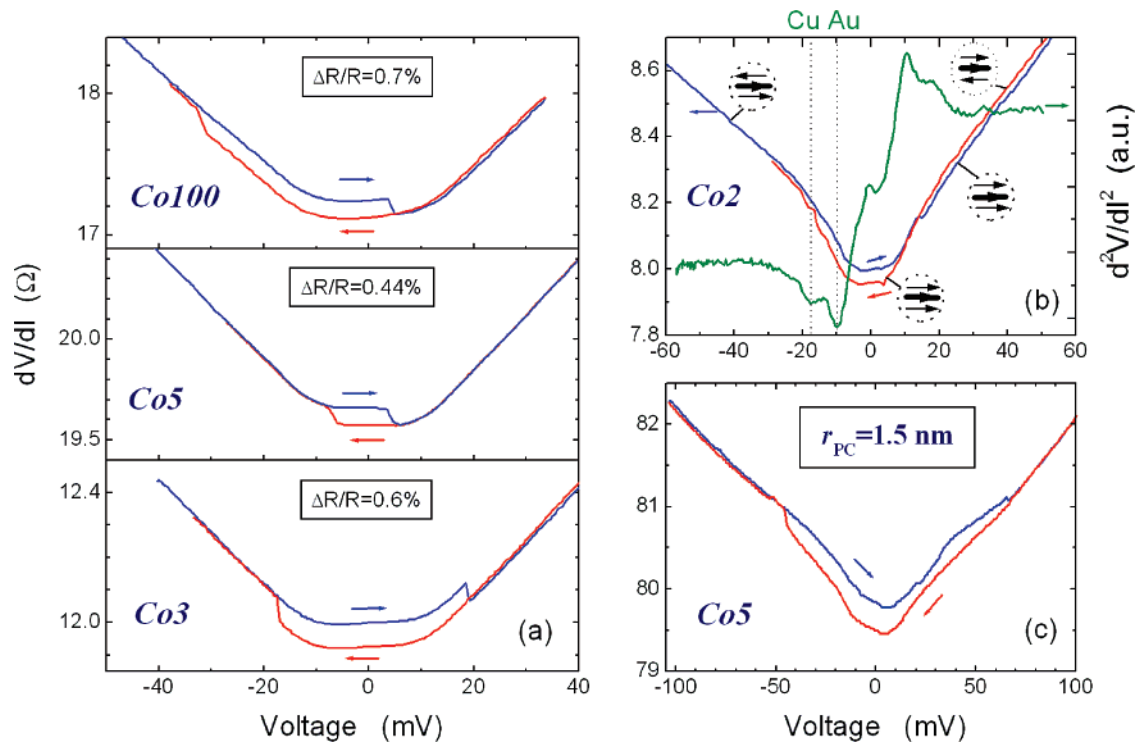 ΔR/R=0.7%
18
17
Co100
ΔR/R=0.44%
20.0
19.5
Co5
ΔR/R=0.6%
12.4
12.0
Co3
(a)
-40 -20 0 20 40
dV/dI (Ω)
Voltage (mV)
Cu Au
8.6
8.4
8.2
8.0
7.8
Co2
(b)
-60 -40 -20 0 20 40 60
d²V/dI² (a.u.)
82
81
80
79
r_PC=1.5 nm
Co5
(c)
-100 -50 0 50 100
Voltage (mV)